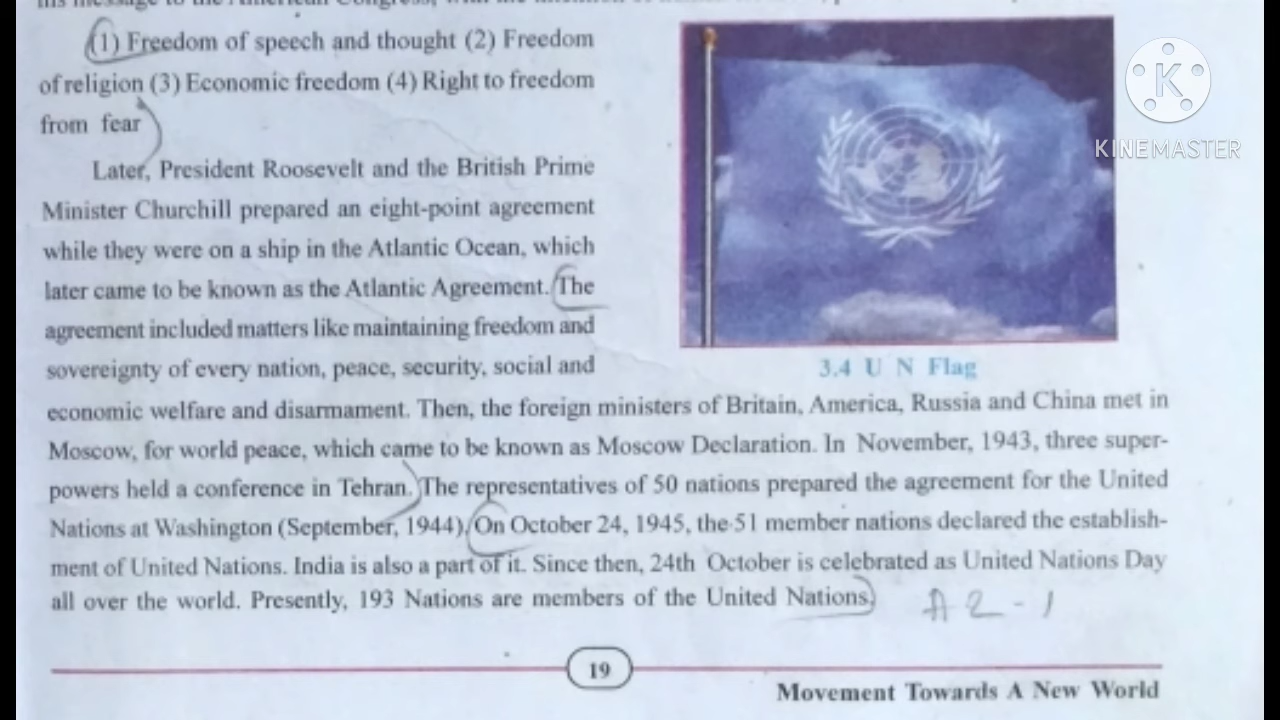 (1) Freedom of speech and thought (2) Freedom
of religion (3) Economic freedom (4) Right to freedom
from fear
Later, President Roosevelt and the British Prime
Minister Churchill prepared an eight-point agreement
while they were on a ship in the Atlantic Ocean, which
later came to be known as the Atlantic Agreement. The
agreement included matters like maintaining freedom and
sovereignty of every nation, peace, security, social and
economic welfare and disarmament. Then, the foreign ministers of Britain, America, Russia and China met in
Moscow, for world peace, which came to be known as Moscow Declaration. In November, 1943, three super-
powers held a conference in Tehran. The representatives of 50 nations prepared the agreement for the United
Nations at Washington (September, 1944). On October 24, 1945, the 51 member nations declared the establish-
ment of United Nations. India is also a part of it. Since then, 24th October is celebrated as United Nations Day
all over the world. Presently, 193 Nations are members of the United Nations.
A 2 - 1
3.4 U N Flag
K
KINEMASTER
19
Movement Towards A New World